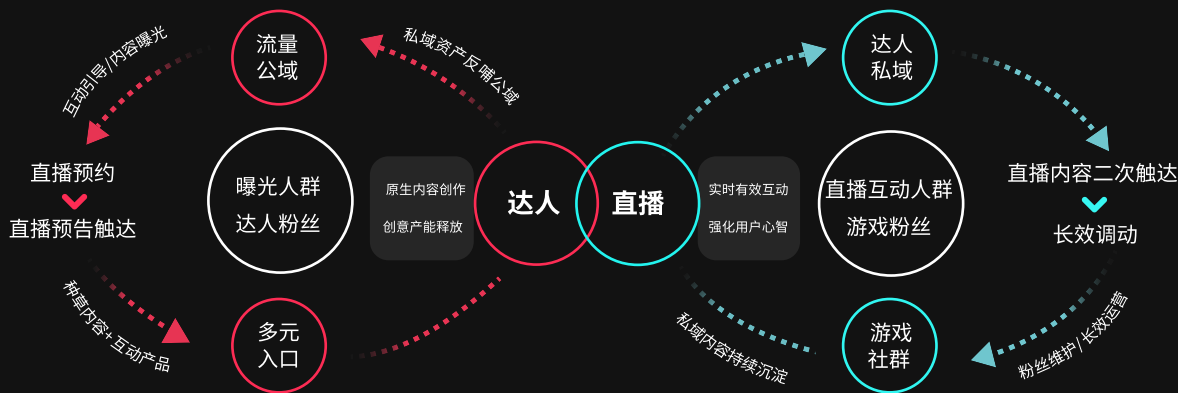 互动引导/内容曝光
流量
公域
私域资产反哺公域
直播预约
直播预告触达
曝光人群
达人粉丝
原生内容创作
创意产能释放
种草内容+互动产品
多元
入口
达人
直播
实时有效互动
强化用户心智
达人
私域
直播互动人群
游戏粉丝
直播内容二次触达
长效调动
私域内容持续沉淀
游戏
社群
粉丝维护/长效运营